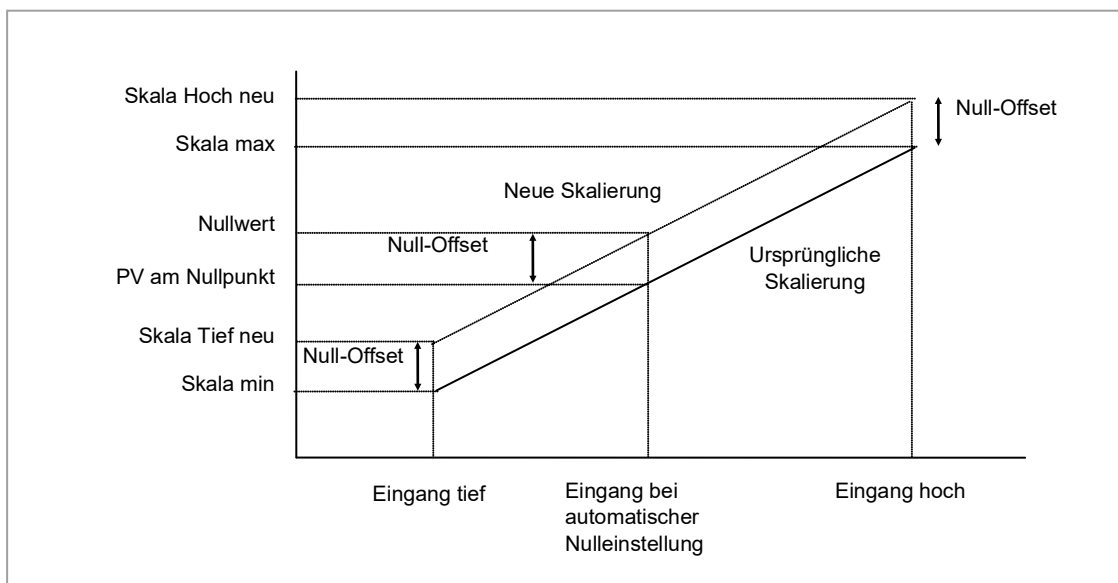 Skala Hoch neu
Null-Offset
Skala max
Neue Skalierung
Nullwert
Null-Offset
Ursprüngliche
Skalierung
PV am Nullpunkt
Skala Tief neu
Null-Offset
Skala min
Eingang tief
Eingang bei
automatischer
Nulleinstellung
Eingang hoch